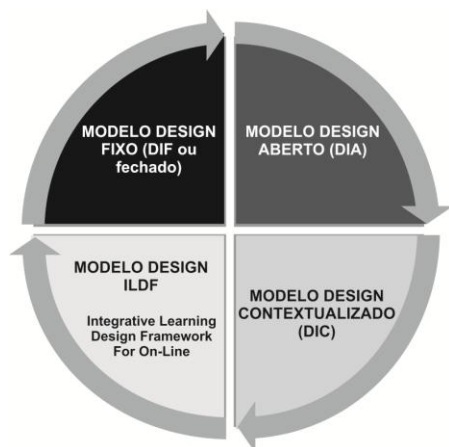 MODELO DESIGN
FIXO (DIF ou
fechado)
MODELO DESIGN
ABERTO (DIA)
MODELO DESIGN
ILDF
Integrative Learning
Design Framework
For On-Line
MODELO DESIGN
CONTEXTUALIZADO
(DIC)